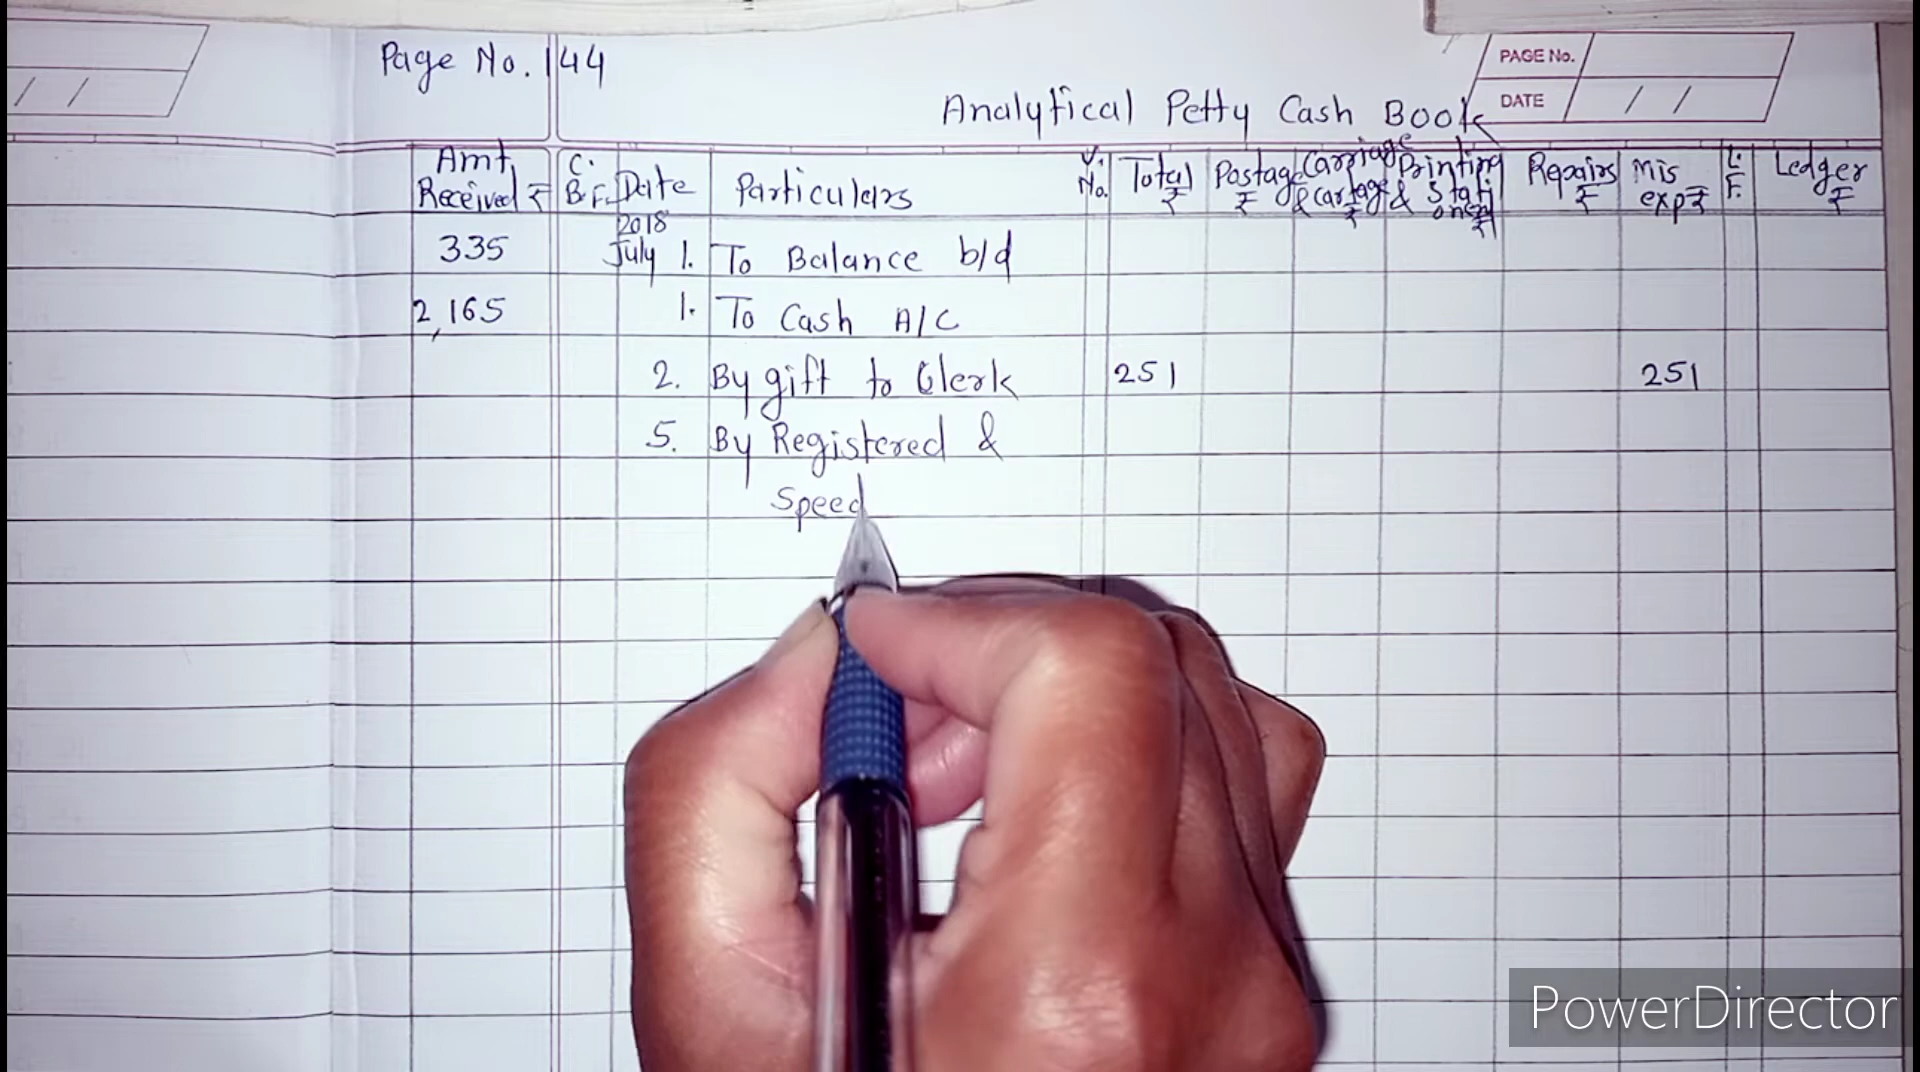 Page No. 144
PAGE No.
DATE / /
Analytical Petty Cash Book
Amt. Received ₹ C. B. F. Date Particulars V. No. Total ₹ Postage ₹ Carriage & Cartage ₹ Printing & Stationery ₹ Repairs ₹ Mis exp ₹ L. F. Ledger ₹
2018
335 July 1. To Balance b/d
2,165 1. To Cash A/C
2. By gift to Clerk 251 251
5. By Registered &
Speed
PowerDirector